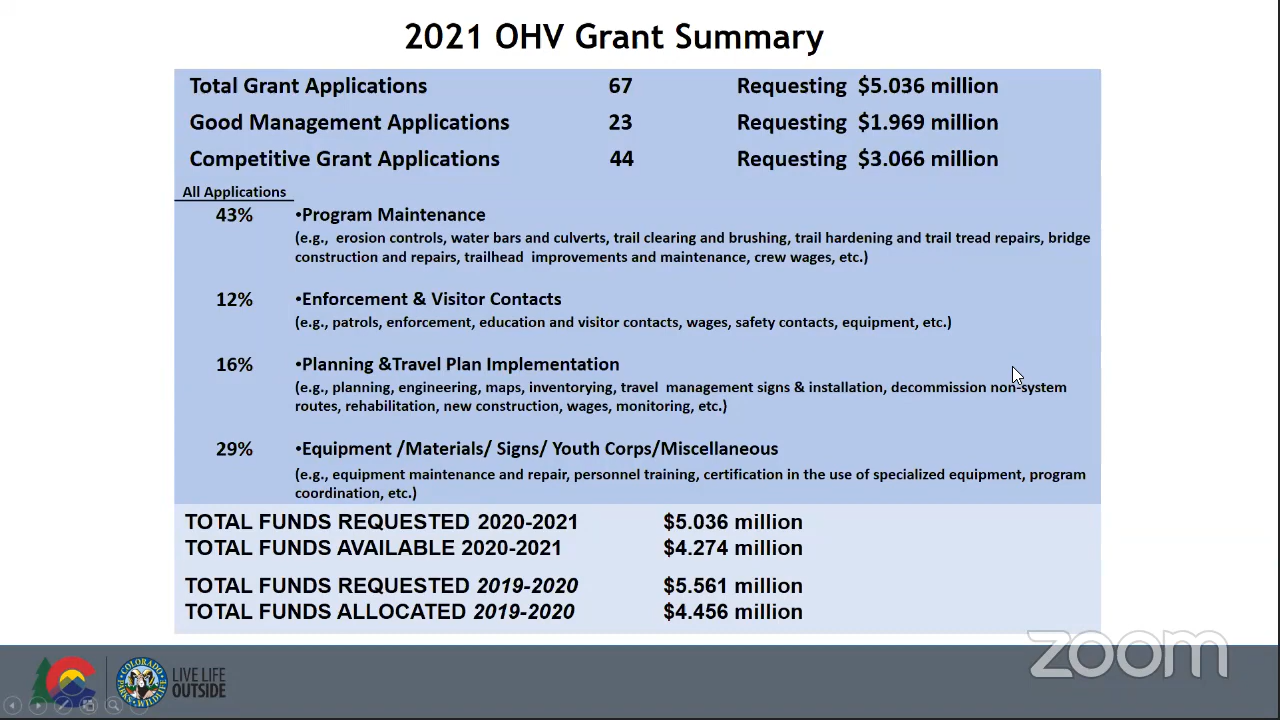 2021 OHV Grant Summary
Total Grant Applications 67 Requesting $5.036 million
Good Management Applications 23 Requesting $1.969 million
Competitive Grant Applications 44 Requesting $3.066 million
All Applications
43% •Program Maintenance
(e.g., erosion controls, water bars and culverts, trail clearing and brushing, trail hardening and trail tread repairs, bridge
construction and repairs, trailhead improvements and maintenance, crew wages, etc.)
12% •Enforcement & Visitor Contacts
(e.g., patrols, enforcement, education and visitor contacts, wages, safety contacts, equipment, etc.)
16% •Planning &Travel Plan Implementation
(e.g., planning, engineering, maps, inventorying, travel management signs & installation, decommission non-system
routes, rehabilitation, new construction, wages, monitoring, etc.)
29% •Equipment /Materials/ Signs/ Youth Corps/Miscellaneous
(e.g., equipment maintenance and repair, personnel training, certification in the use of specialized equipment, program
coordination, etc.)
TOTAL FUNDS REQUESTED 2020-2021 $5.036 million
TOTAL FUNDS AVAILABLE 2020-2021 $4.274 million
TOTAL FUNDS REQUESTED 2019-2020 $5.561 million
TOTAL FUNDS ALLOCATED 2019-2020 $4.456 million
zoom
COLORADO
PARKS
WILDLIFE
LIVE LIFE
OUTSIDE